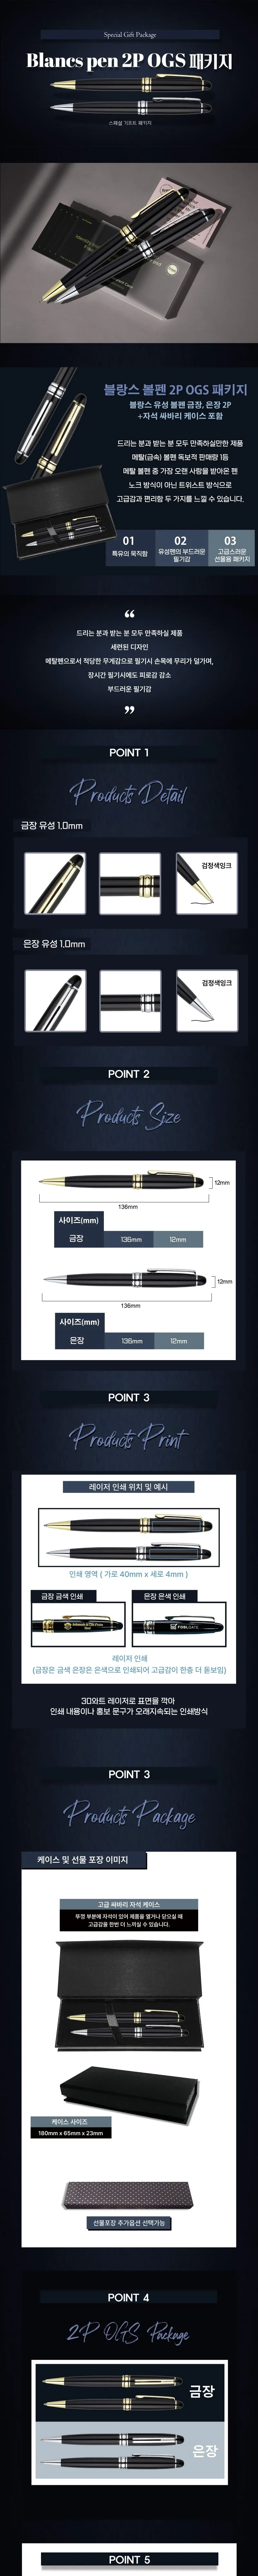 Special Gift Package
Blancs pen 2P OGS 패키지
스페셜 기프트 패키지
블랑스 볼펜 2P OGS 패키지
블랑스 유성 볼펜 금장, 은장 2P
+자석 싸바리 케이스 포함
드리는 분과 받는 분 모두 만족하실만한 제품
메탈(금속) 볼펜 독보적 판매량 1등
메탈 볼펜 중 가장 오랜 사랑을 받아온 펜
노크 방식이 아닌 트위스트 방식으로
고급감과 편리함 두 가지를 느낄 수 있습니다.
01
특유의 묵직함
02
유성펜의 부드러운
필기감
03
고급스러운
선물용 패키지
“
드리는 분과 받는 분 모두 만족하실 제품
세련된 디자인
메탈펜으로서 적당한 무게감으로 필기시 손목에 무리가 덜가며,
장시간 필기시에도 피로감 감소
부드러운 필기감
”
POINT 1
Products Detail
금장 유성 1.0mm
검정색잉크
은장 유성 1.0mm
검정색잉크
POINT 2
Products Size
12mm
136mm
사이즈(mm)
금장 136mm 12mm
12mm
136mm
사이즈(mm)
은장 136mm 12mm
POINT 3
Products Print
레이저 인쇄 위치 및 예시
인쇄 영역 ( 가로 40mm x 세로 4mm )
금장 금색 인쇄
은장 은색 인쇄
레이저 인쇄
(금장은 금색 은장은 은색으로 인쇄되어 고급감이 한층 더 돋보임)
30와트 레이저로 표면을 깎아
인쇄 내용이나 홍보 문구가 오래지속되는 인쇄방식
POINT 3
Products Package
케이스 및 선물 포장 이미지
고급 싸바리 자석 케이스
뚜껑 부분에 자석이 있어 제품을 열거나 닫으실 때
고급감을 한번 더 느끼실 수 있습니다.
케이스 사이즈
180mm x 65mm x 23mm
선물포장 추가옵션 선택가능
POINT 4
2P OGS Package
금장
은장
POINT 5